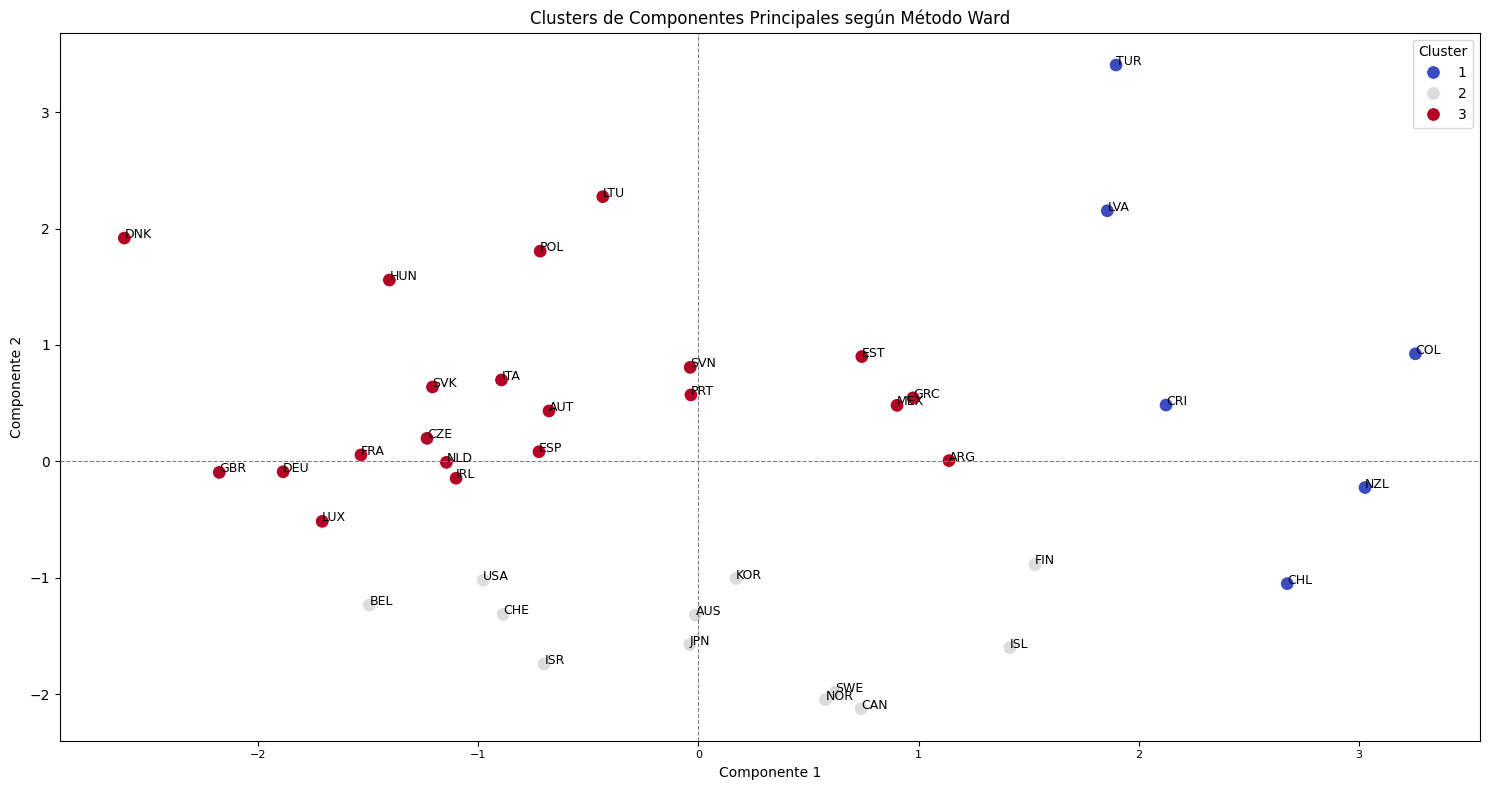 Clusters de Componentes Principales según Método Ward
Cluster
1
2
3
TUR
LTU
LVA
DNK
POL
HUN
COL
EST
SVN
ITA
SVK
PRT
GRC
MEX
CRI
AUT
CZE
ESP
FRA
NLD
ARG
GBR
DEU
IRL
NZL
LUX
FIN
USA
KOR
CHL
BEL
CHE
AUS
JPN
ISL
ISR
SWE
NOR
CAN
3
2
1
0
−1
−2
−2
−1
0
1
2
3
Componente 1
Componente 2